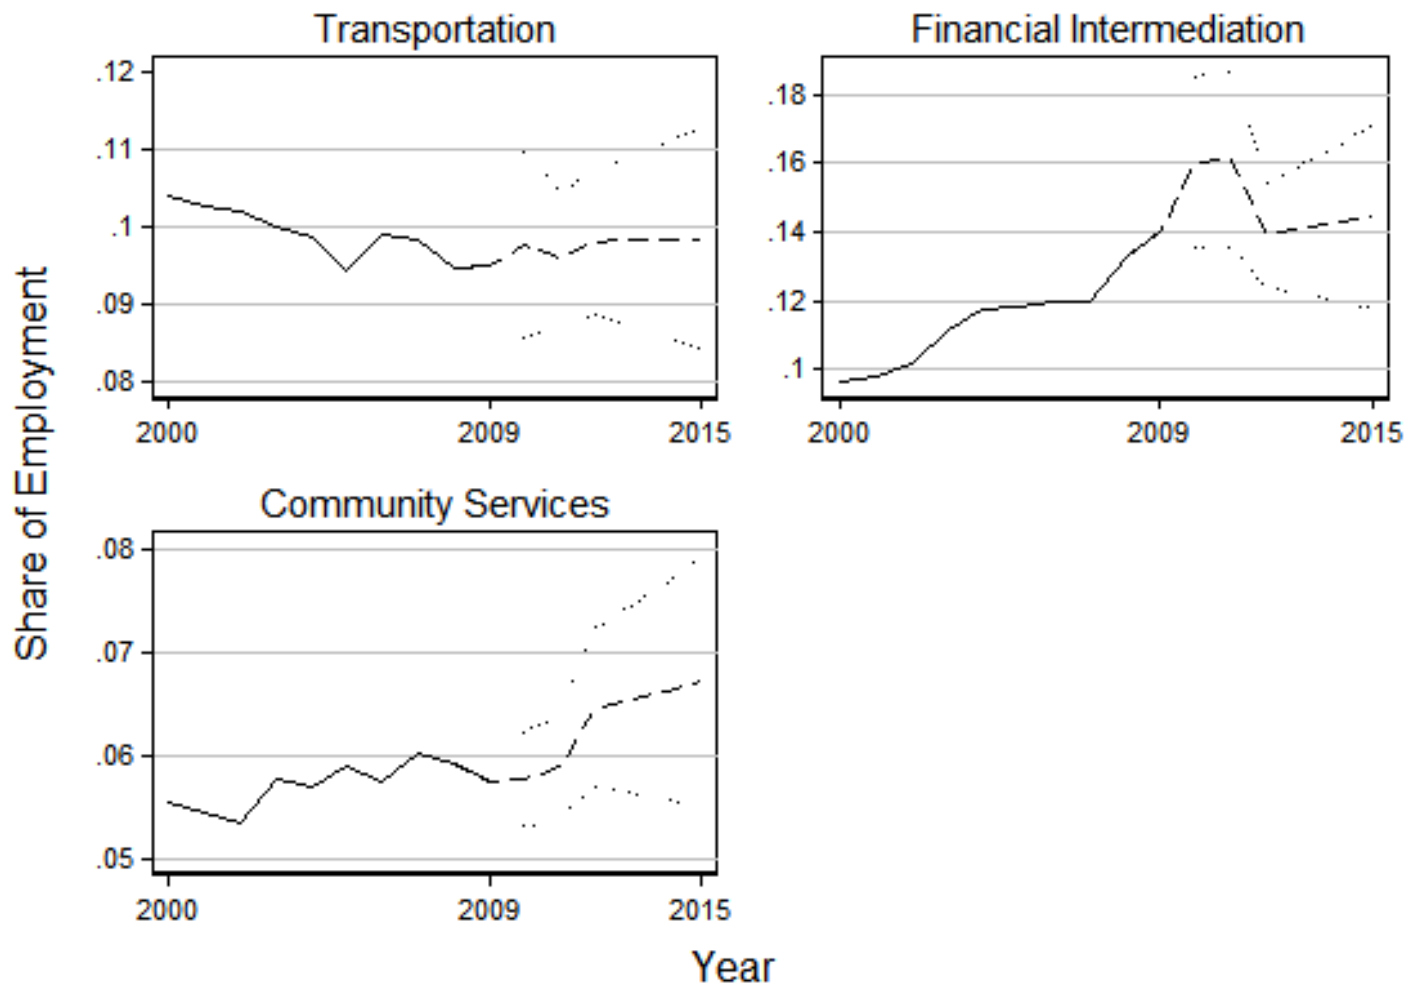 Transportation
.12
.11
.1
.09
.08
2000 2009 2015
Financial Intermediation
.18
.16
.14
.12
.1
2000 2009 2015
Community Services
.08
.07
.06
.05
2000 2009 2015
Share of Employment
Year